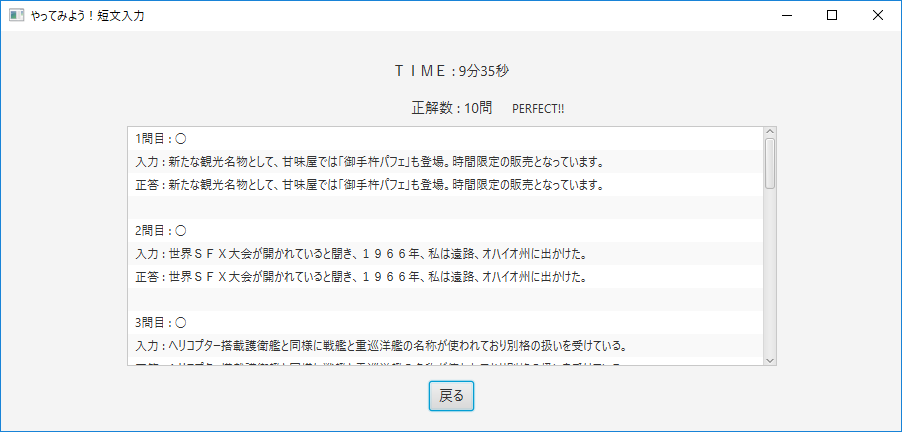 やってみよう！短文入力
ＴＩＭＥ : 9分35秒
正解数 : 10問 PERFECT!!
1問目 : ○
入力 : 新たな観光名物として、甘味屋では「御手杵パフェ」も登場。時間限定の販売となっています。
正答 : 新たな観光名物として、甘味屋では「御手杵パフェ」も登場。時間限定の販売となっています。
2問目 : ○
入力 : 世界ＳＦＸ大会が開かれていると聞き、１９６６年、私は遠路、オハイオ州に出かけた。
正答 : 世界ＳＦＸ大会が開かれていると聞き、１９６６年、私は遠路、オハイオ州に出かけた。
3問目 : ○
入力 : ヘリコプター搭載護衛艦と同様に戦艦と重巡洋艦の名称が使われており別格の扱いを受けている。
戻る